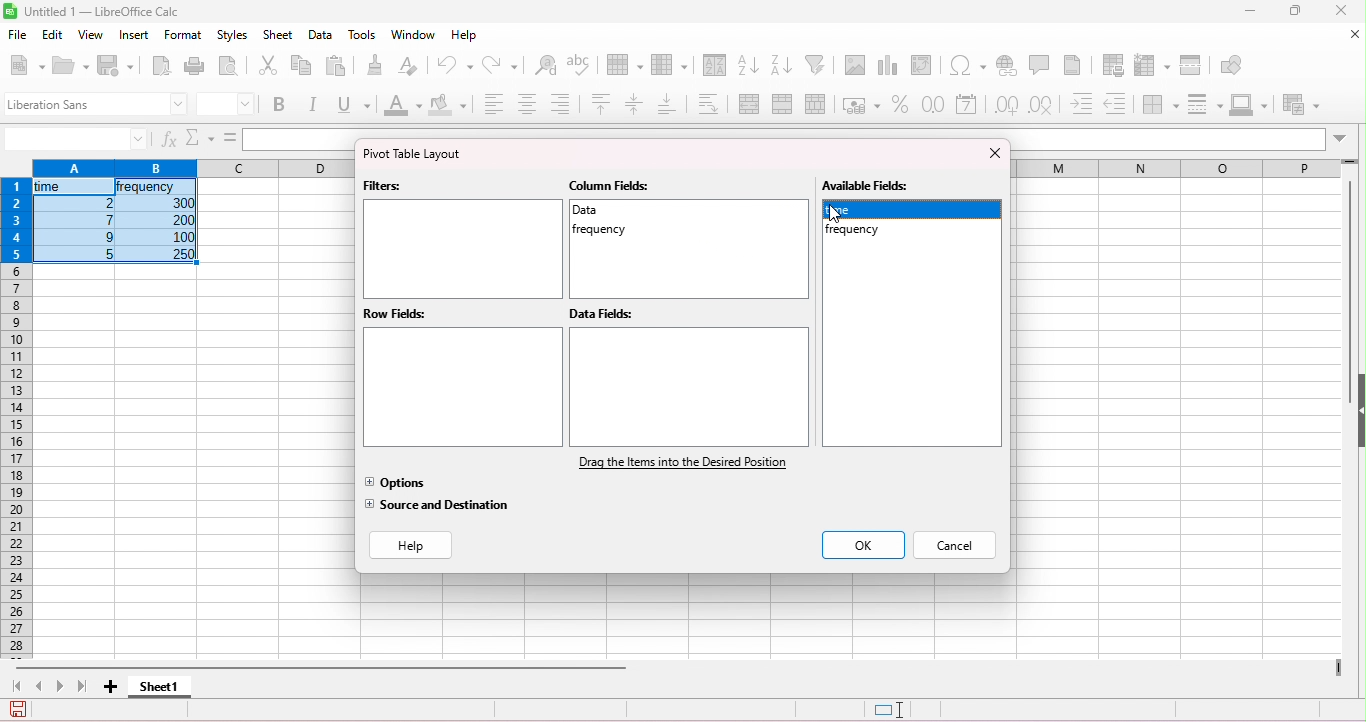 Untitled 1 — LibreOffice Calc
File Edit View Insert Format Styles Sheet Data Tools Window Help
Liberation Sans
A B C D M N O P
Pivot Table Layout
Filters:
Column Fields:
Data
frequency
Available Fields:
frequency
Row Fields:
Data Fields:
Drag the Items into the Desired Position
Options
Source and Destination
Help
OK
Cancel
1 time frequency
2 2 300
3 7 200
4 9 100
5 5 250
6
7
8
9
10
11
12
13
14
15
16
17
18
19
20
21
22
23
24
25
26
27
28
Sheet1